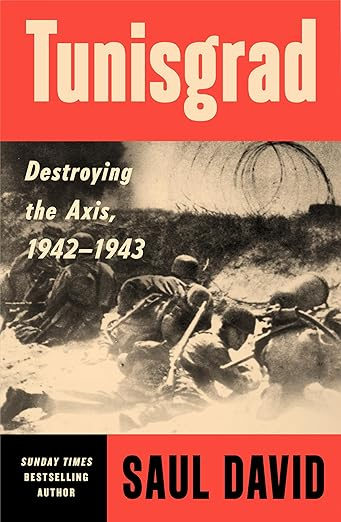 Tunisgrad
Destroying
the Axis,
1942–1943
SUNDAY TIMES
BESTSELLING
AUTHOR
SAUL DAVID